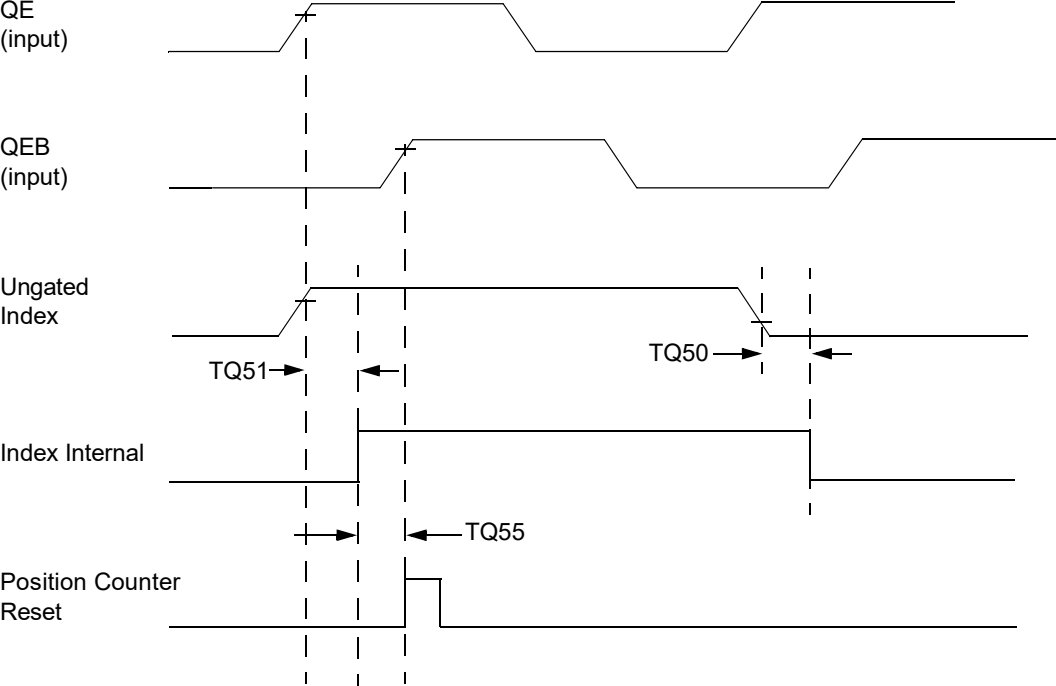 QE
(input)
QEB
(input)
Ungated
Index
TQ50
TQ51
Index Internal
TQ55
Position Counter
Reset